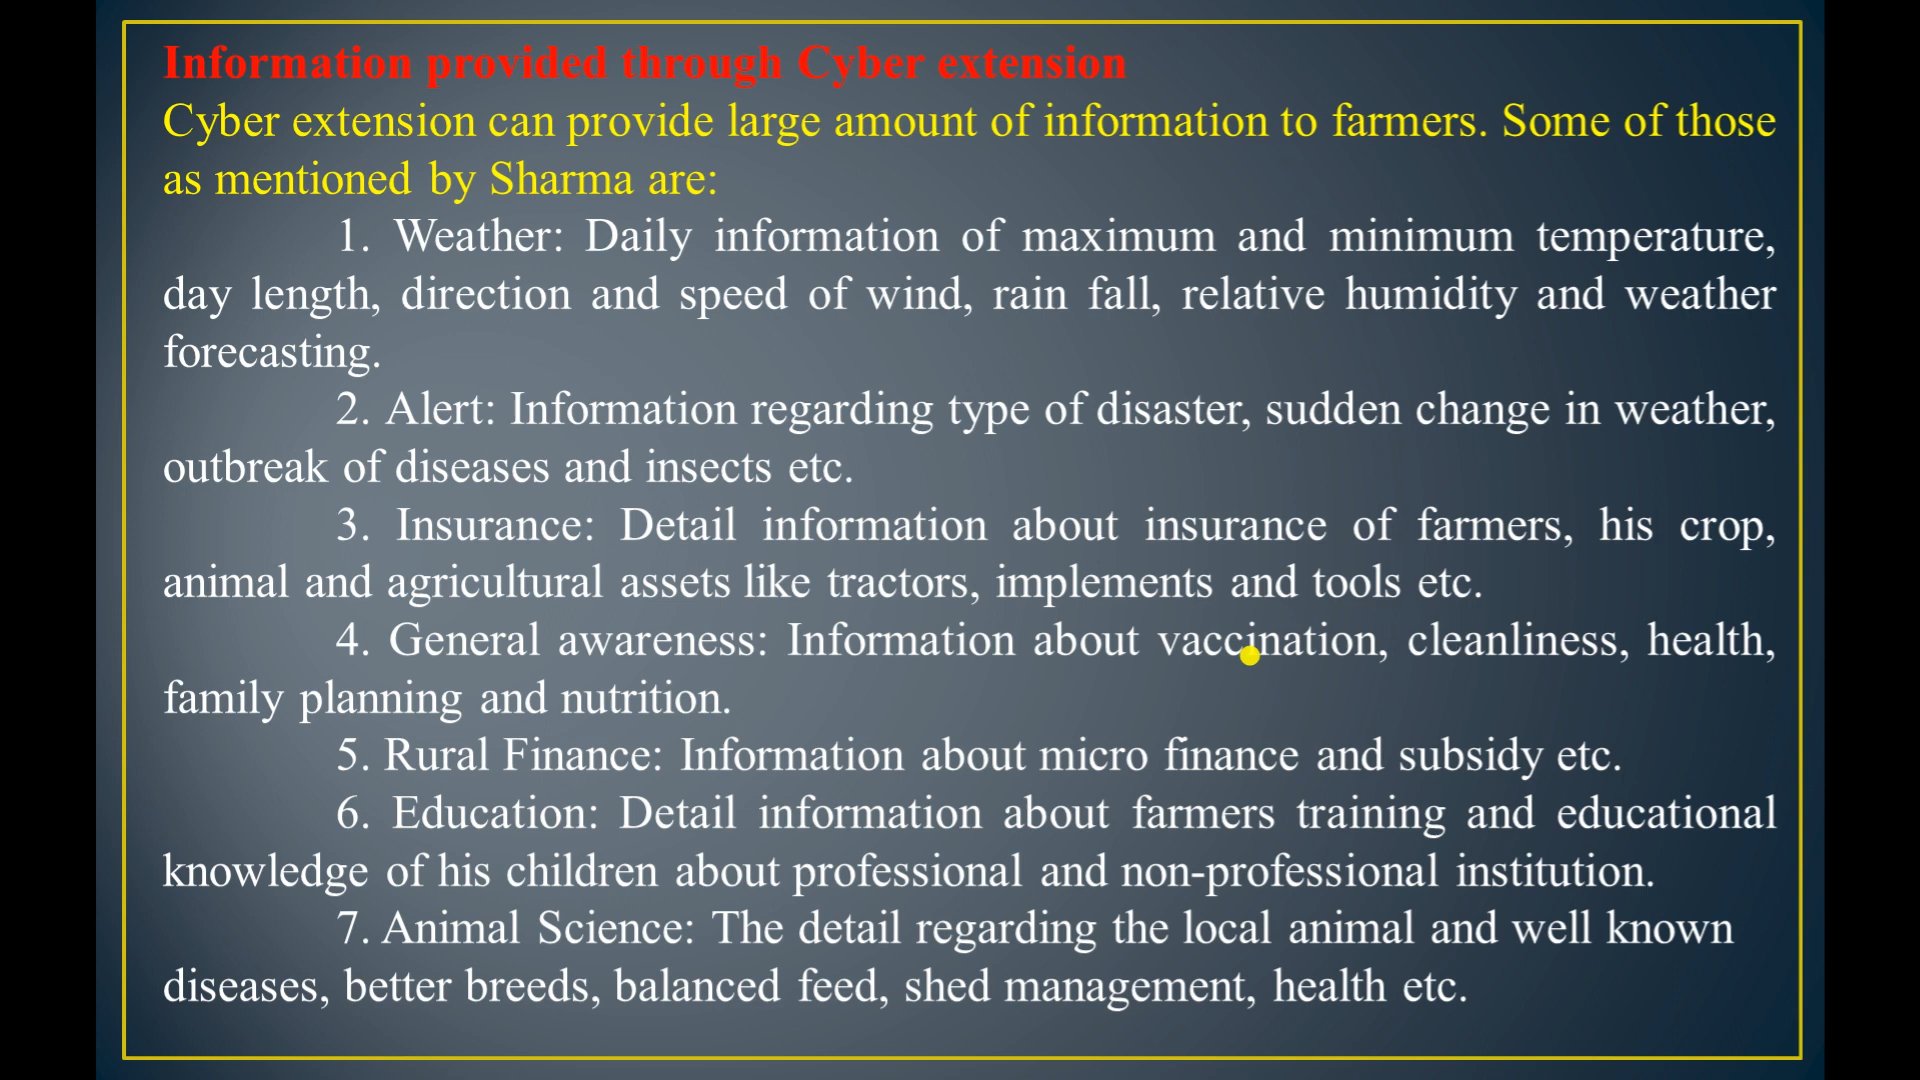 Information provided through Cyber extension
Cyber extension can provide large amount of information to farmers. Some of those
as mentioned by Sharma are:
1. Weather: Daily information of maximum and minimum temperature,
day length, direction and speed of wind, rain fall, relative humidity and weather
forecasting.
2. Alert: Information regarding type of disaster, sudden change in weather,
outbreak of diseases and insects etc.
3. Insurance: Detail information about insurance of farmers, his crop,
animal and agricultural assets like tractors, implements and tools etc.
4. General awareness: Information about vaccination, cleanliness, health,
family planning and nutrition.
5. Rural Finance: Information about micro finance and subsidy etc.
6. Education: Detail information about farmers training and educational
knowledge of his children about professional and non-professional institution.
7. Animal Science: The detail regarding the local animal and well known
diseases, better breeds, balanced feed, shed management, health etc.